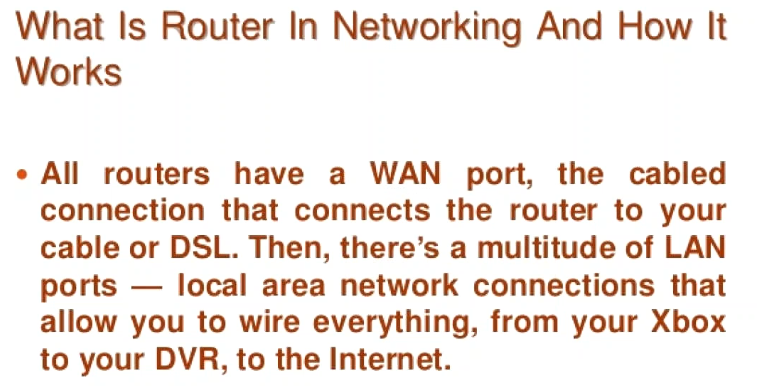 What Is Router In Networking And How It
Works
• All routers have a WAN port, the cabled
connection that connects the router to your
cable or DSL. Then, there’s a multitude of LAN
ports — local area network connections that
allow you to wire everything, from your Xbox
to your DVR, to the Internet.